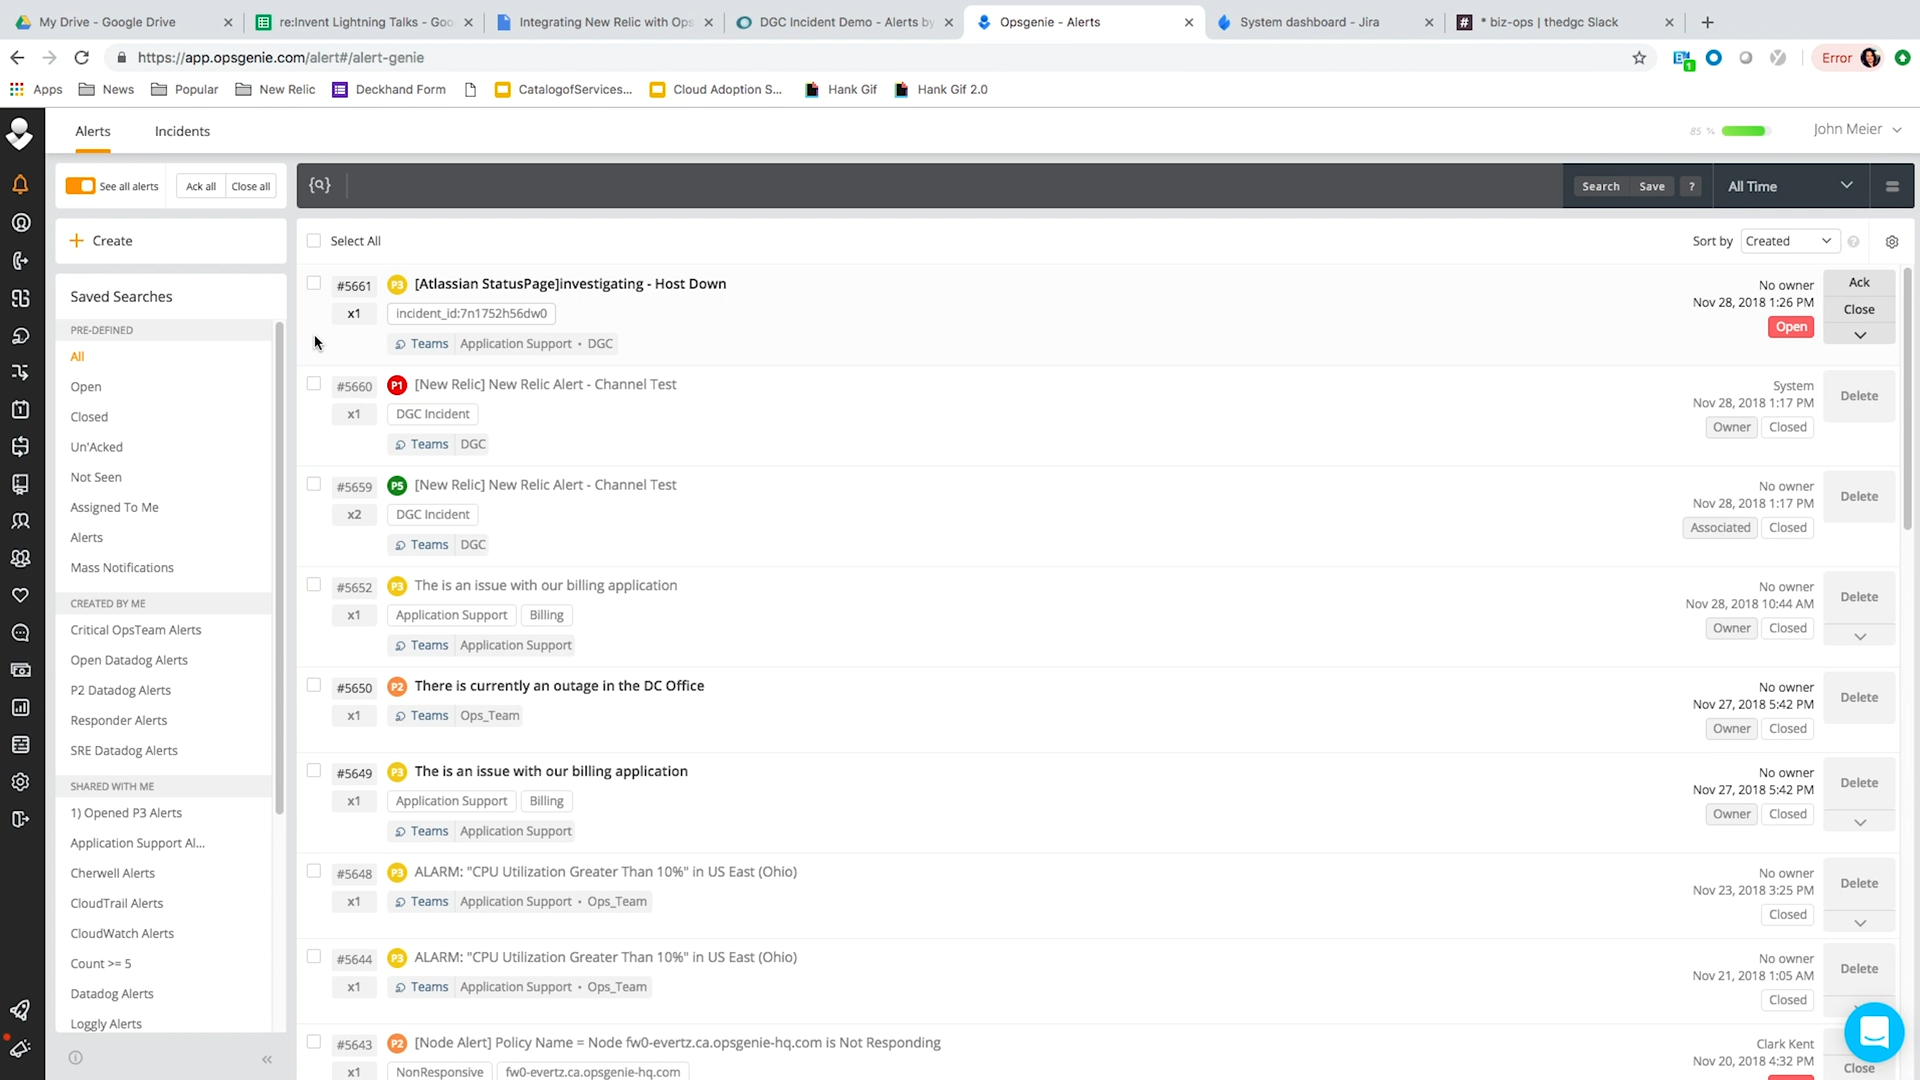 My Drive - Google Drive
re:Invent Lightning Talks - Goo
Integrating New Relic with Ops
DGC Incident Demo - Alerts by
Opsgenie - Alerts
System dashboard - Jira
* biz-ops | thedgc Slack
https://app.opsgenie.com/alert#/alert-genie
1
Error
Apps
News
Popular
New Relic
Deckhand Form
CatalogofServices...
Cloud Adoption S...
Hank Gif
Hank Gif 2.0
Alerts
Incidents
85 %
John Meier
See all alerts
Ack all
Close all
Search
Save
?
All Time
Create
Select All
Sort by
Created
?
Saved Searches
PRE-DEFINED
All
Open
Closed
Un'Acked
Not Seen
Assigned To Me
Alerts
Mass Notifications
CREATED BY ME
Critical OpsTeam Alerts
Open Datadog Alerts
P2 Datadog Alerts
Responder Alerts
SRE Datadog Alerts
SHARED WITH ME
1) Opened P3 Alerts
Application Support Al...
Cherwell Alerts
CloudTrail Alerts
CloudWatch Alerts
Count >= 5
Datadog Alerts
Loggly Alerts
#5661 P3 [Atlassian StatusPage]investigating - Host Down
x1 incident_id:7n1752h56dw0
Teams Application Support • DGC
No owner
Nov 28, 2018 1:26 PM
Open
Ack
Close
#5660 P1 [New Relic] New Relic Alert - Channel Test
x1 DGC Incident
Teams DGC
System
Nov 28, 2018 1:17 PM
Owner Closed
Delete
#5659 P5 [New Relic] New Relic Alert - Channel Test
x2 DGC Incident
Teams DGC
No owner
Nov 28, 2018 1:17 PM
Associated Closed
Delete
#5652 P3 The is an issue with our billing application
x1 Application Support Billing
Teams Application Support
No owner
Nov 28, 2018 10:44 AM
Owner Closed
Delete
#5650 P2 There is currently an outage in the DC Office
x1 Teams Ops_Team
No owner
Nov 27, 2018 5:42 PM
Owner Closed
Delete
#5649 P3 The is an issue with our billing application
x1 Application Support Billing
Teams Application Support
No owner
Nov 27, 2018 5:42 PM
Owner Closed
Delete
#5648 P3 ALARM: "CPU Utilization Greater Than 10%" in US East (Ohio)
x1 Teams Application Support • Ops_Team
No owner
Nov 23, 2018 3:25 PM
Closed
Delete
#5644 P3 ALARM: "CPU Utilization Greater Than 10%" in US East (Ohio)
x1 Teams Application Support • Ops_Team
No owner
Nov 21, 2018 1:05 AM
Closed
Delete
#5643 P2 [Node Alert] Policy Name = Node fw0-evertz.ca.opsgenie-hq.com is Not Responding
x1 NonResponsive fw0-evertz.ca.opsgenie-hq.com
Clark Kent
Nov 20, 2018 4:32 PM
Close